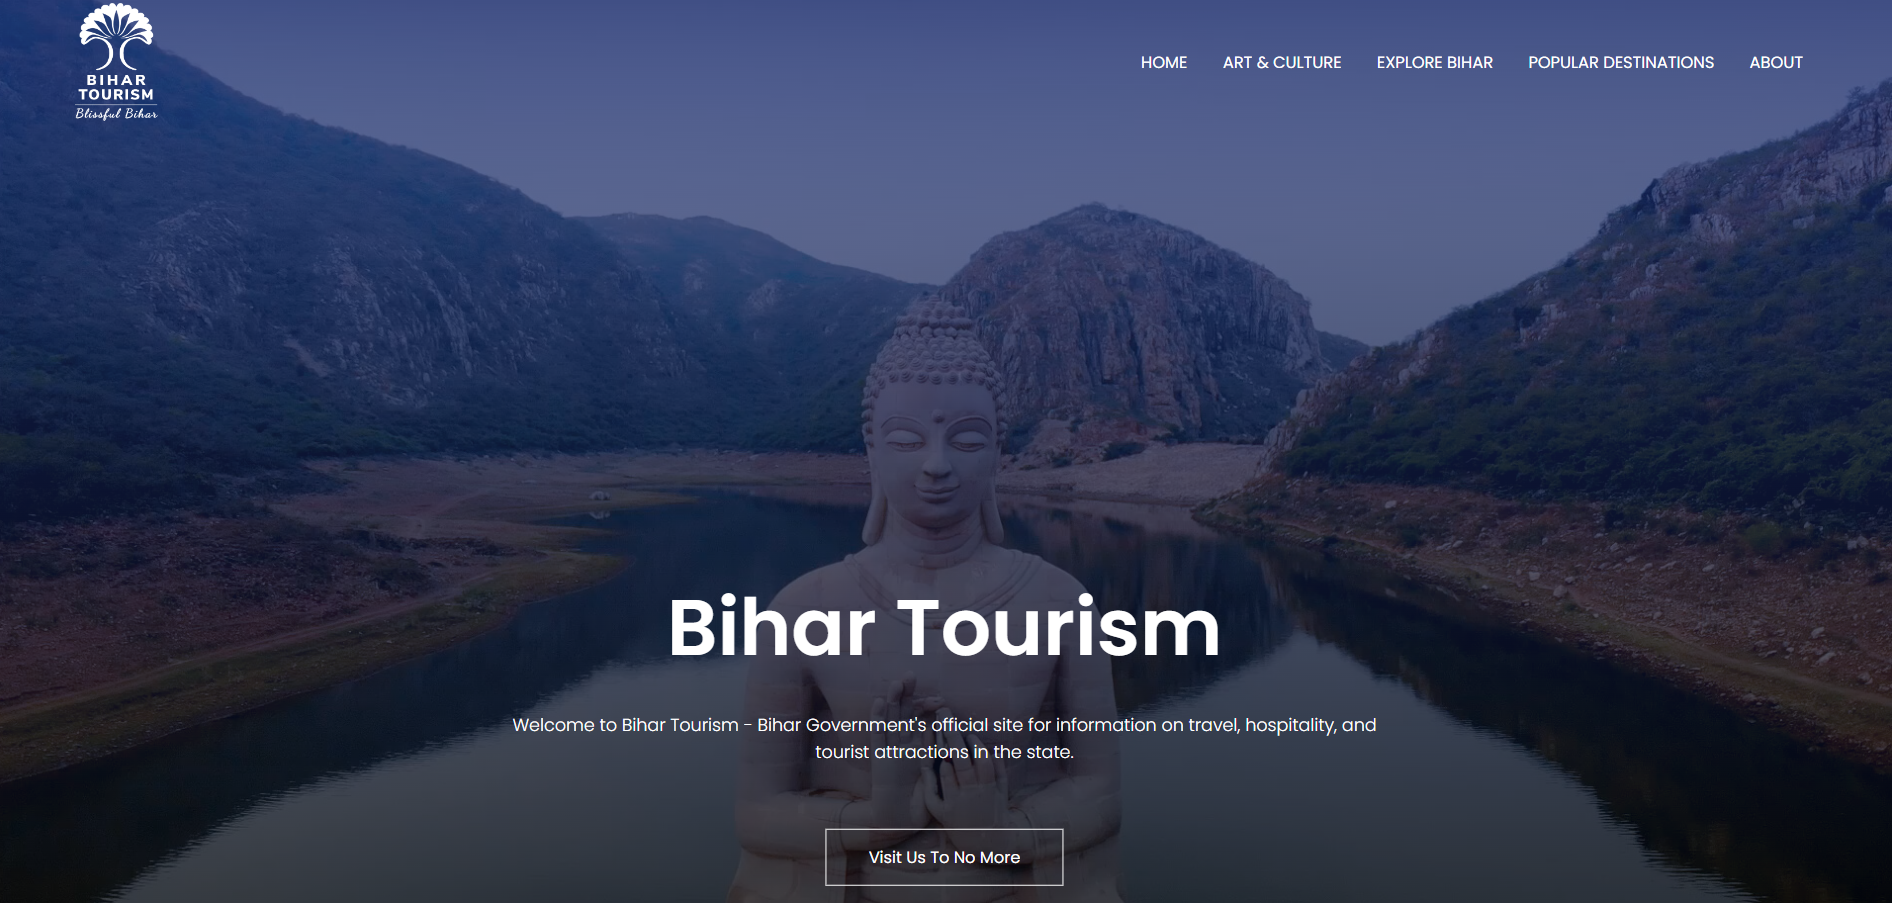 BIHAR
TOURISM
Blissful Bihar
HOME ART & CULTURE EXPLORE BIHAR POPULAR DESTINATIONS ABOUT
Bihar Tourism
Welcome to Bihar Tourism - Bihar Government's official site for information on travel, hospitality, and
tourist attractions in the state.
Visit Us To No More